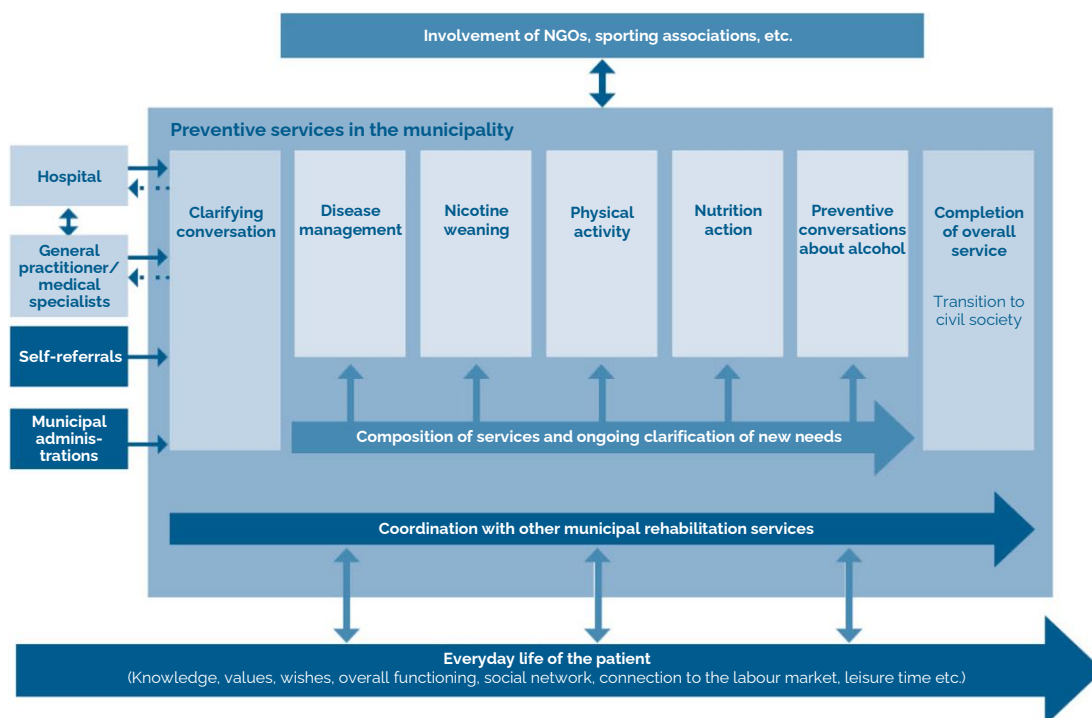 Involvement of NGOs, sporting associations, etc.
Preventive services in the municipality
Hospital
General
practitioner/
medical
specialists
Self-referrals
Municipal
adminis-
trations
Clarifying
conversation
Disease
management
Nicotine
weaning
Physical
activity
Nutrition
action
Preventive
conversations
about alcohol
Completion
of overall
service
Transition to
civil society
Composition of services and ongoing clarification of new needs
Coordination with other municipal rehabilitation services
Everyday life of the patient
(Knowledge, values, wishes, overall functioning, social network, connection to the labour market, leisure time etc.)